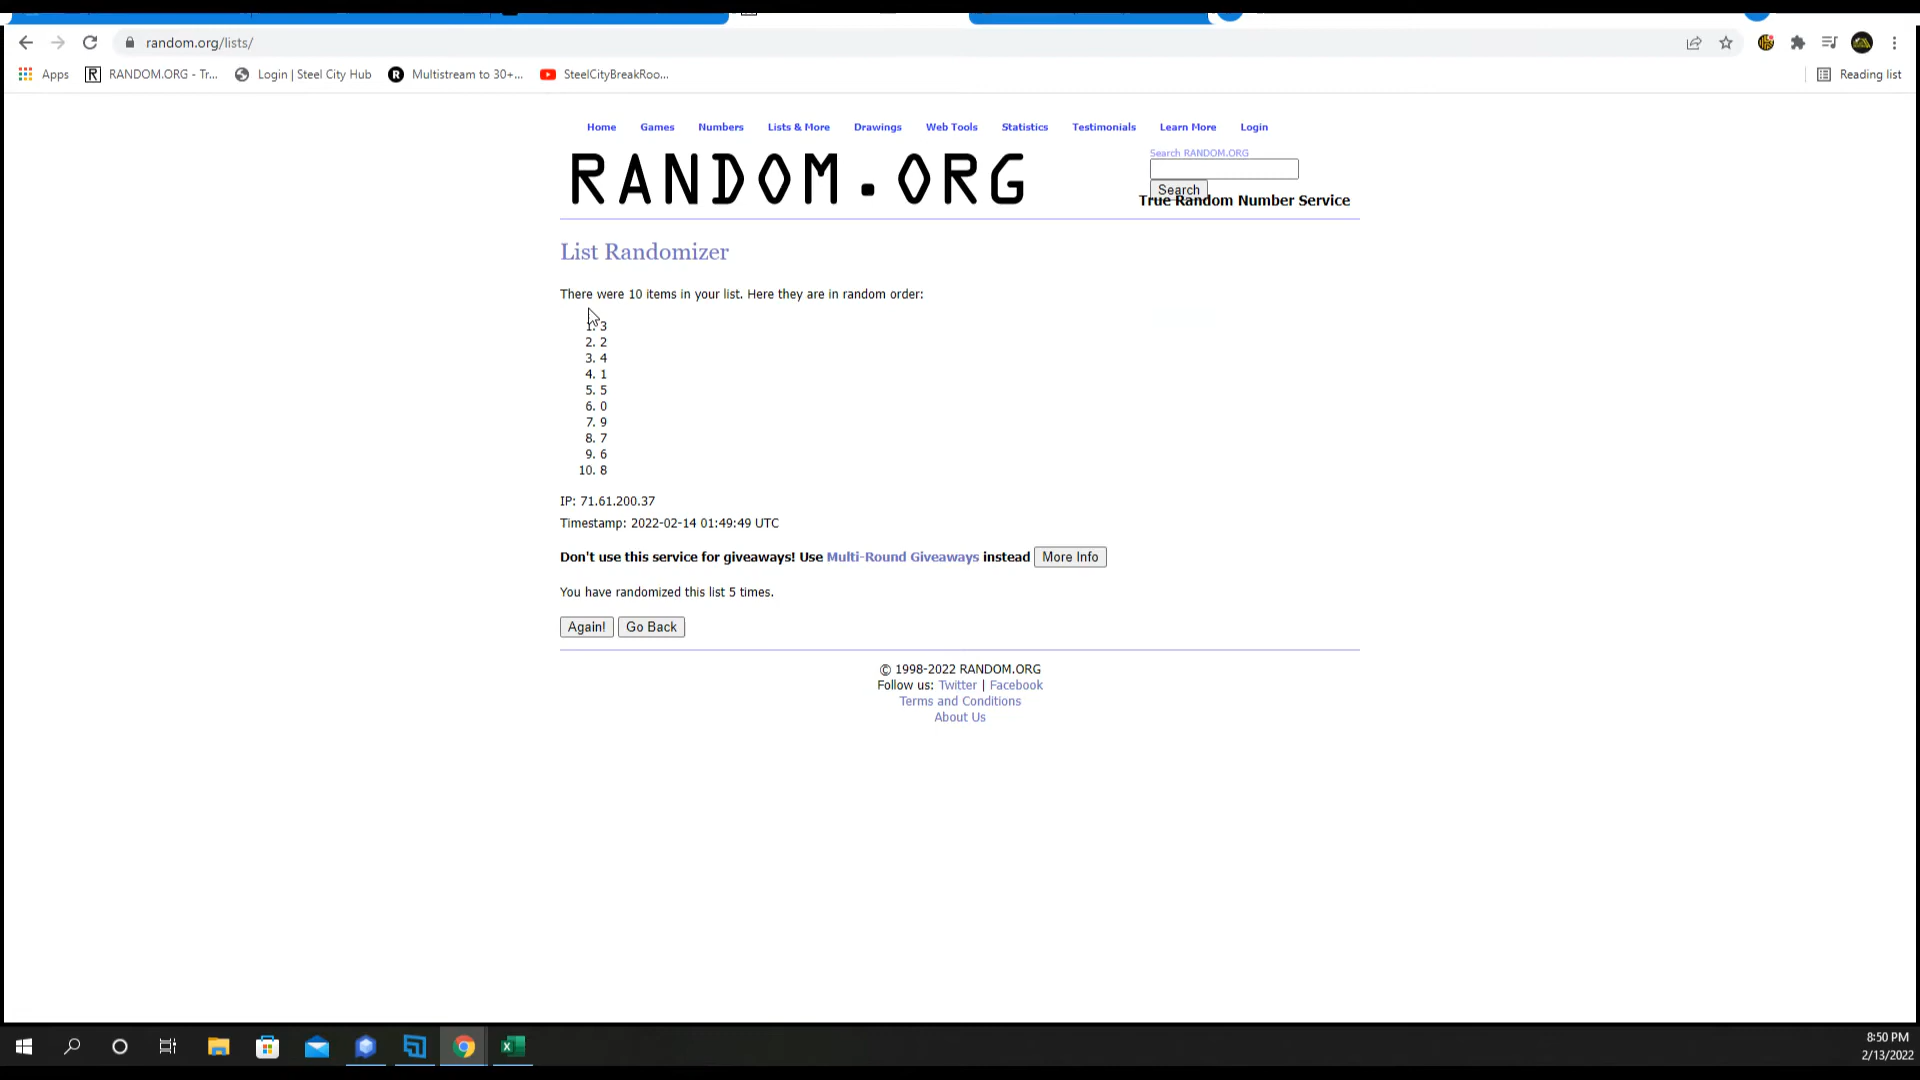 random.org/lists/
Apps RANDOM.ORG - Tr... Login | Steel City Hub Multistream to 30+... SteelCityBreakRoo... Reading list
Home Games Numbers Lists & More Drawings Web Tools Statistics Testimonials Learn More Login
RANDOM.ORG
Search RANDOM.ORG
Search
True Random Number Service
List Randomizer
There were 10 items in your list. Here they are in random order:
1. 3
2. 2
3. 4
4. 1
5. 5
6. 0
7. 9
8. 7
9. 6
10. 8
IP: 71.61.200.37
Timestamp: 2022-02-14 01:49:49 UTC
Don't use this service for giveaways! Use Multi-Round Giveaways instead More Info
You have randomized this list 5 times.
Again! Go Back
© 1998-2022 RANDOM.ORG
Follow us: Twitter | Facebook
Terms and Conditions
About Us
8:50 PM
2/13/2022